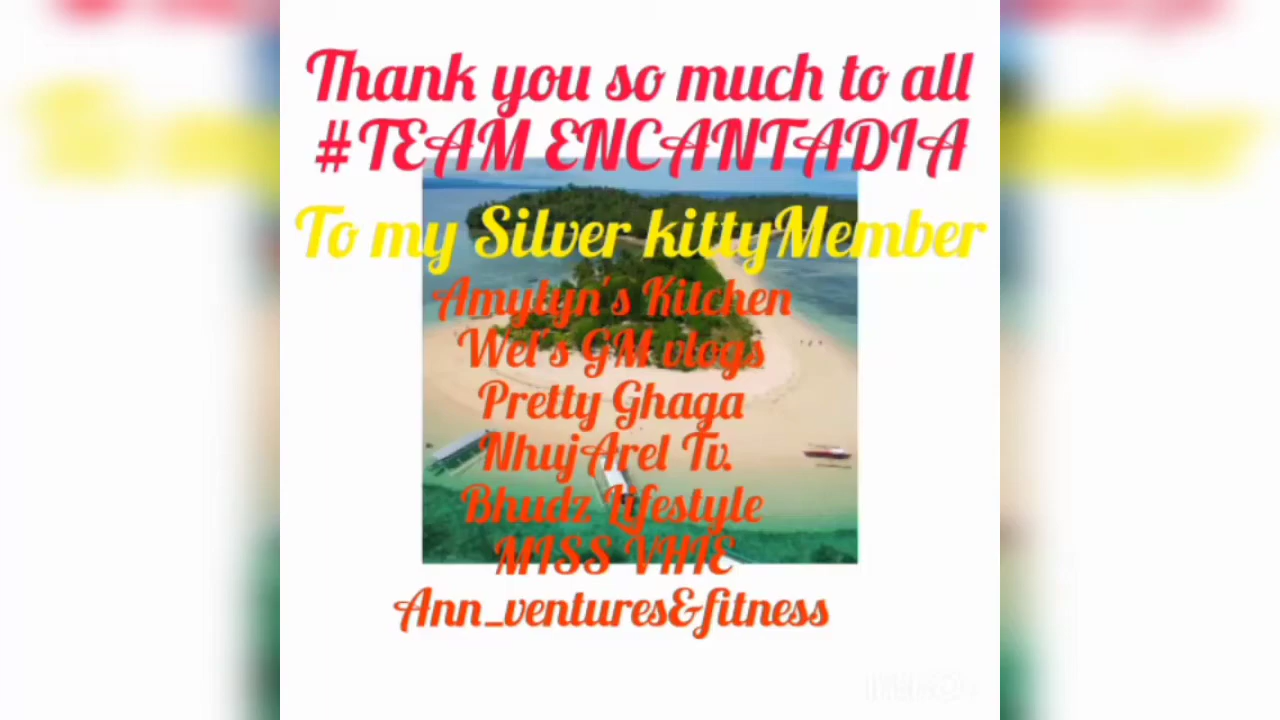 Thank you so much to all
#TEAM ENCANTADIA
To my Silver kittyMember
Amylyn's Kitchen
Wel's GM vlogs
Pretty Ghaga
NhujArel Tv.
Bhudz Lifestyle
MISS VHIE
Ann_ventures&fitness